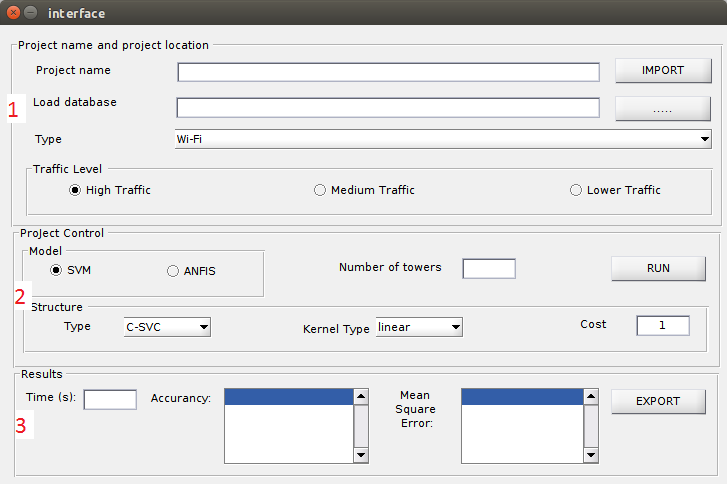 interface
Project name and project location
Project name
IMPORT
1
Load database
.....
Type
Wi-Fi
Traffic Level
High Traffic
Medium Traffic
Lower Traffic
Project Control
Model
SVM
ANFIS
Number of towers
RUN
2
Structure
Type
C-SVC
Kernel Type
linear
Cost
1
Results
Time (s):
Accurancy:
Mean
Square
Error:
EXPORT
3